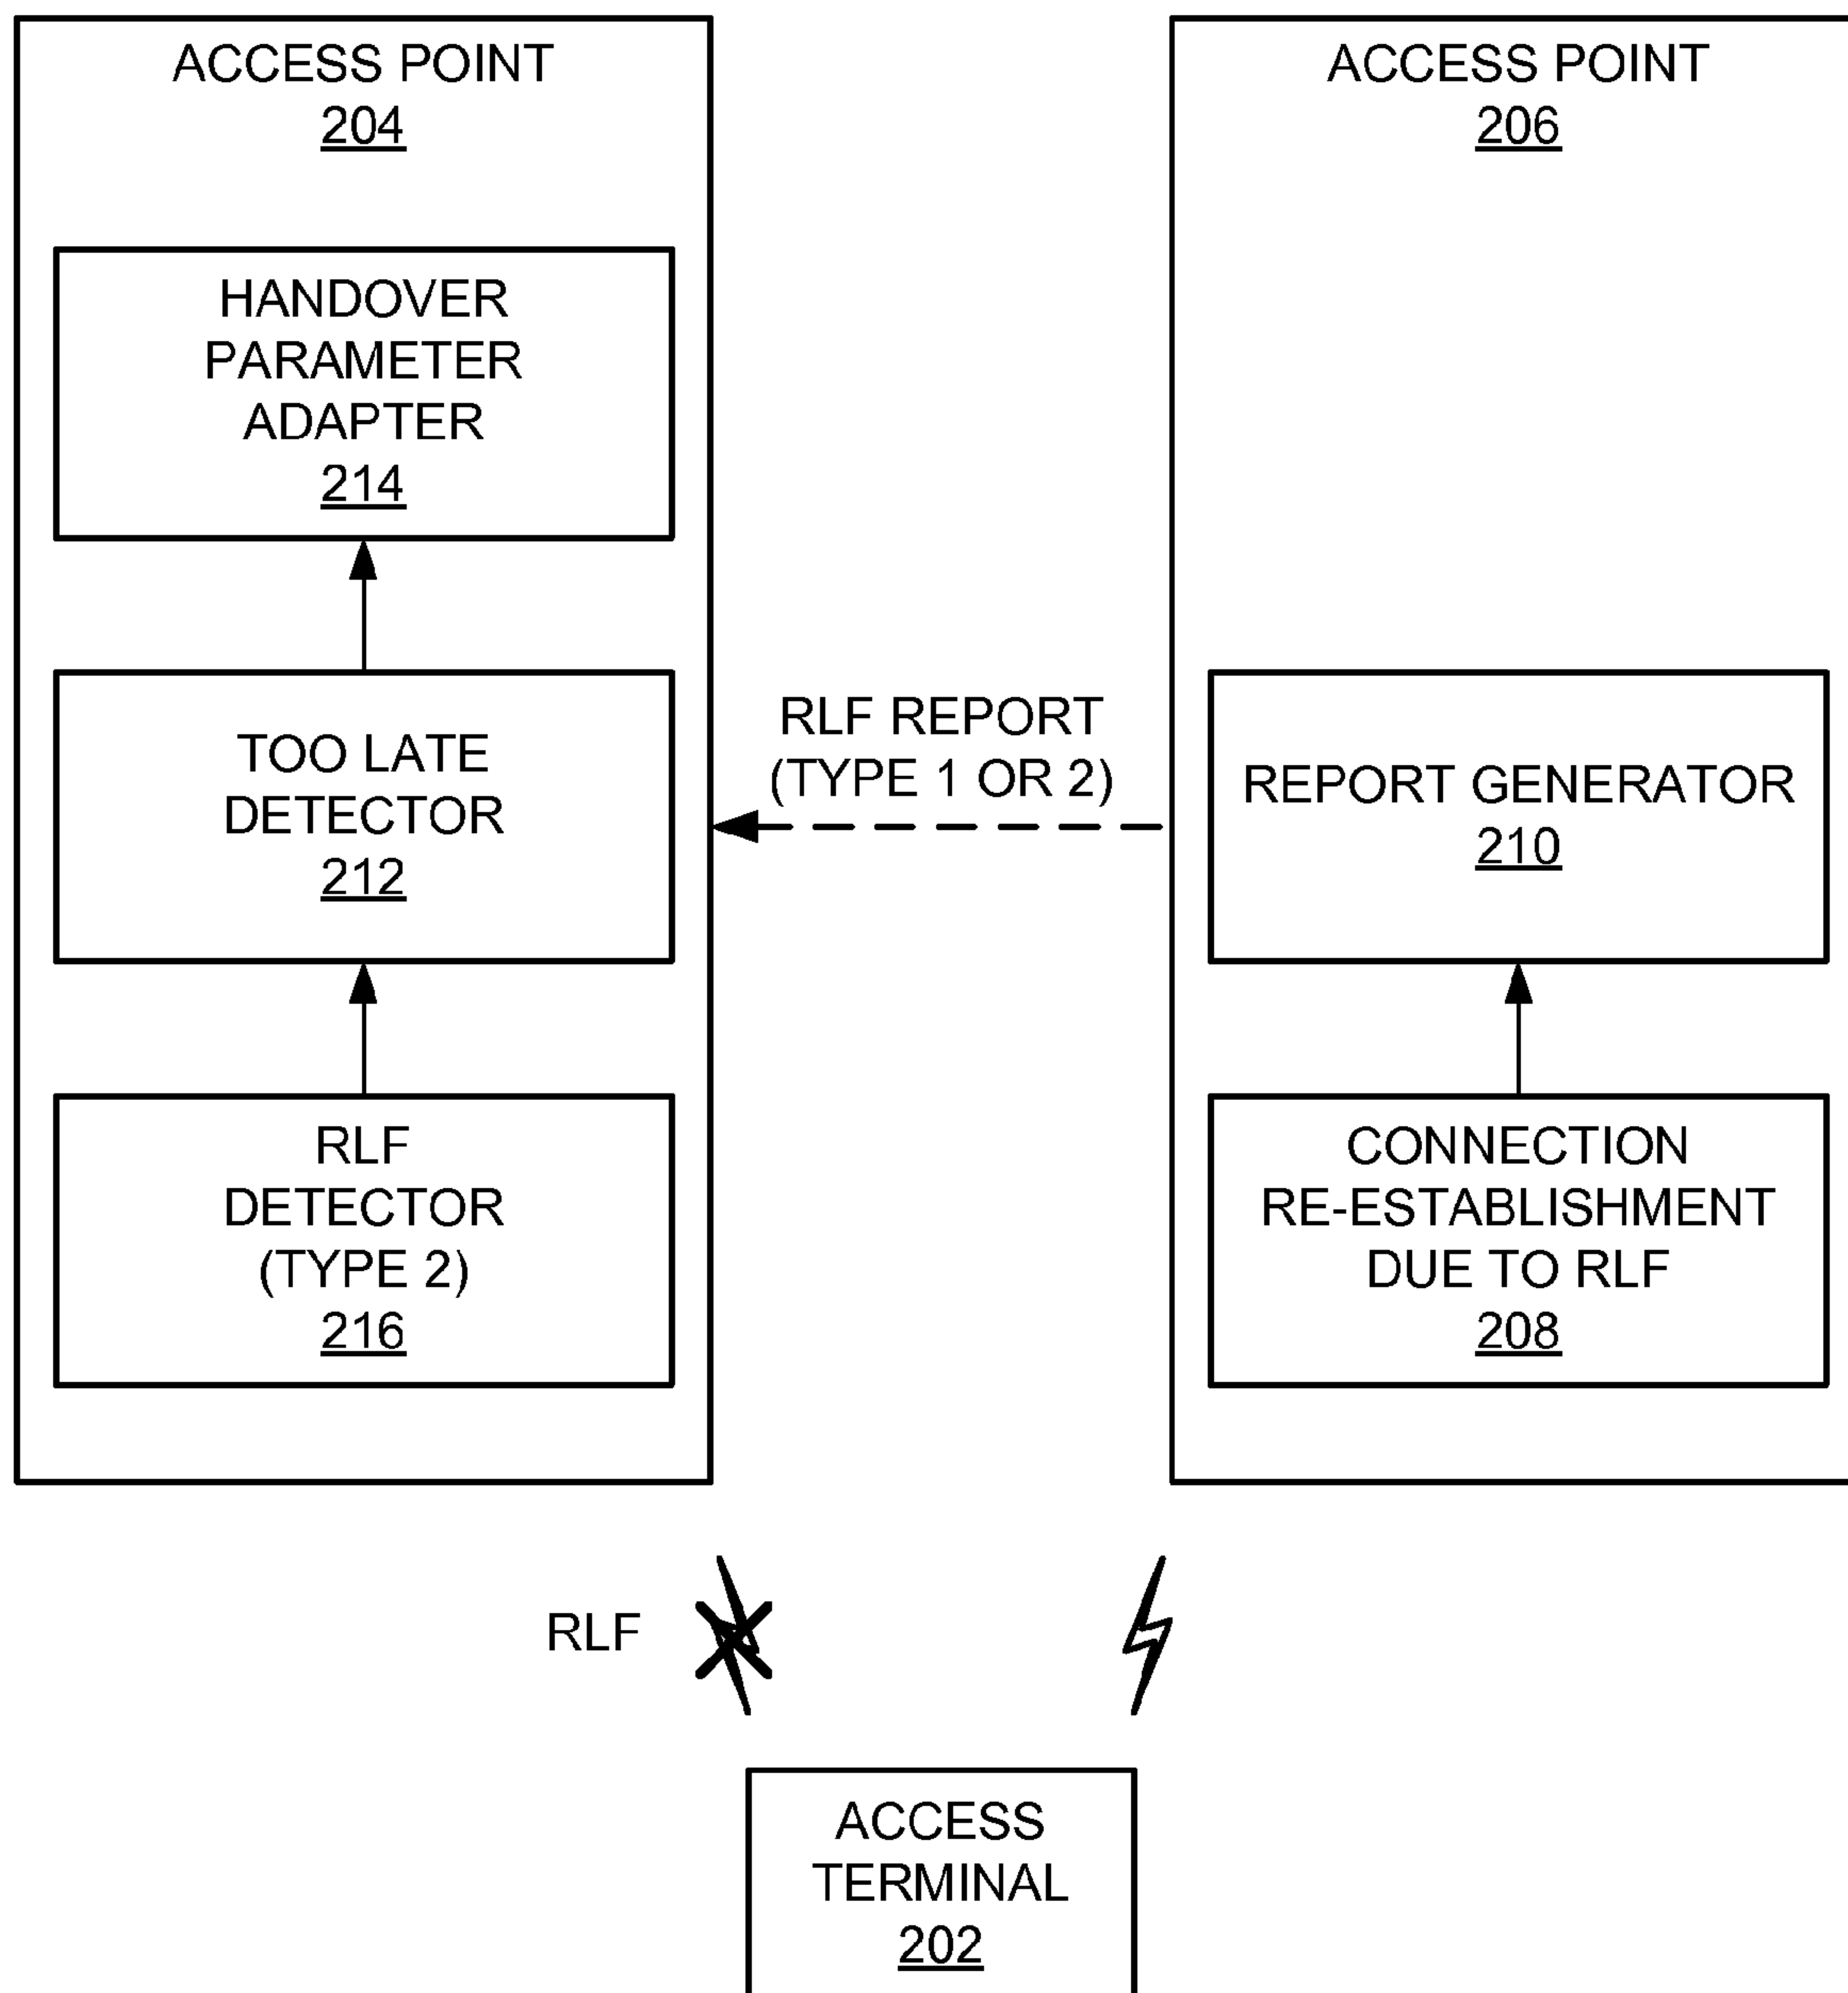 ACCESS POINT
204
HANDOVER
PARAMETER
ADAPTER
214
TOO LATE
DETECTOR
212
RLF
DETECTOR
(TYPE 2)
216
RLF REPORT
(TYPE 1 OR 2)
ACCESS POINT
206
REPORT GENERATOR
210
CONNECTION
RE-ESTABLISHMENT
DUE TO RLF
208
RLF
ACCESS
TERMINAL
202